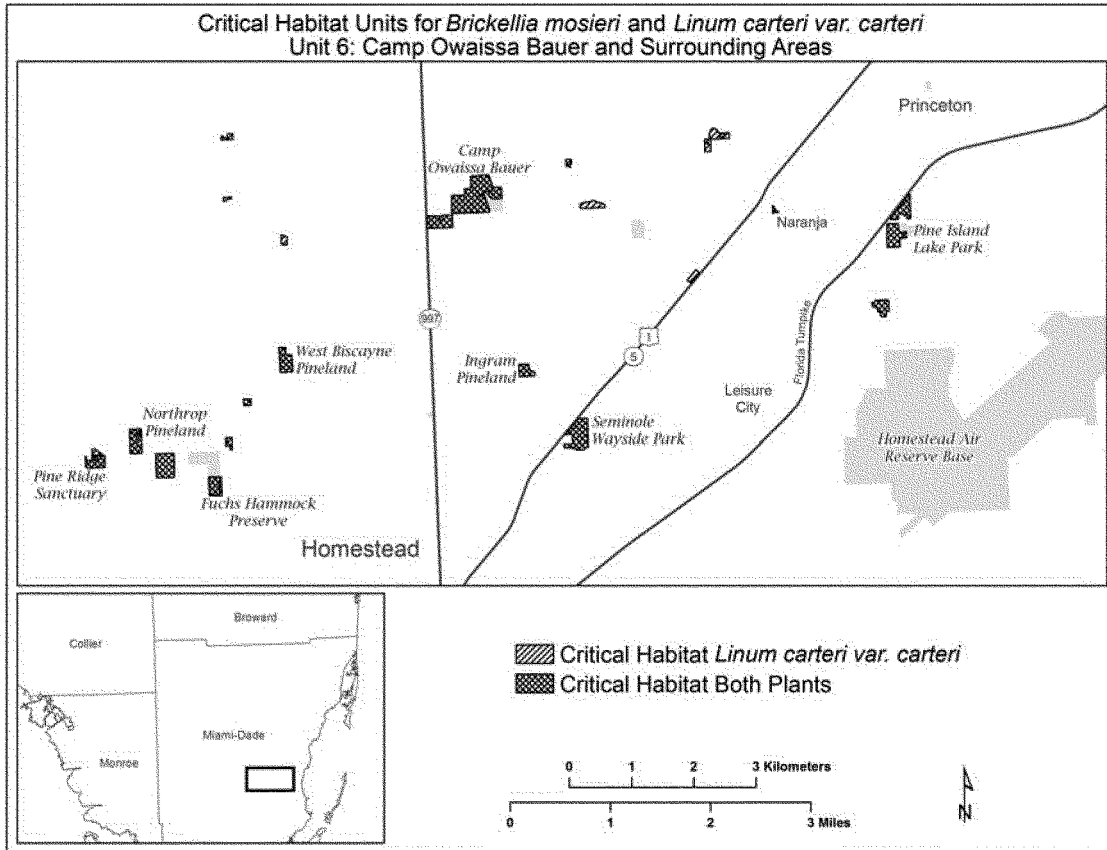 Critical Habitat Units for Brickellia mosieri and Linum carteri var. carteri
Unit 6: Camp Owaissa Bauer and Surrounding Areas
Princeton
Camp
Owaissa Bauer
Naranja
Pine Island
Lake Park
997
West Biscayne
Pineland
Ingram
Pineland
1
5
Florida Turnpike
Leisure
City
Northrop
Pineland
Seminole
Wayside Park
Homestead Air
Reserve Base
Pine Ridge
Sanctuary
Fuchs Hammock
Preserve
Homestead
Broward
Collier
Miami-Dade
Monroe
Critical Habitat Linum carteri var. carteri
Critical Habitat Both Plants
0 1 2 3 Kilometers
0 1 2 3 Miles
N